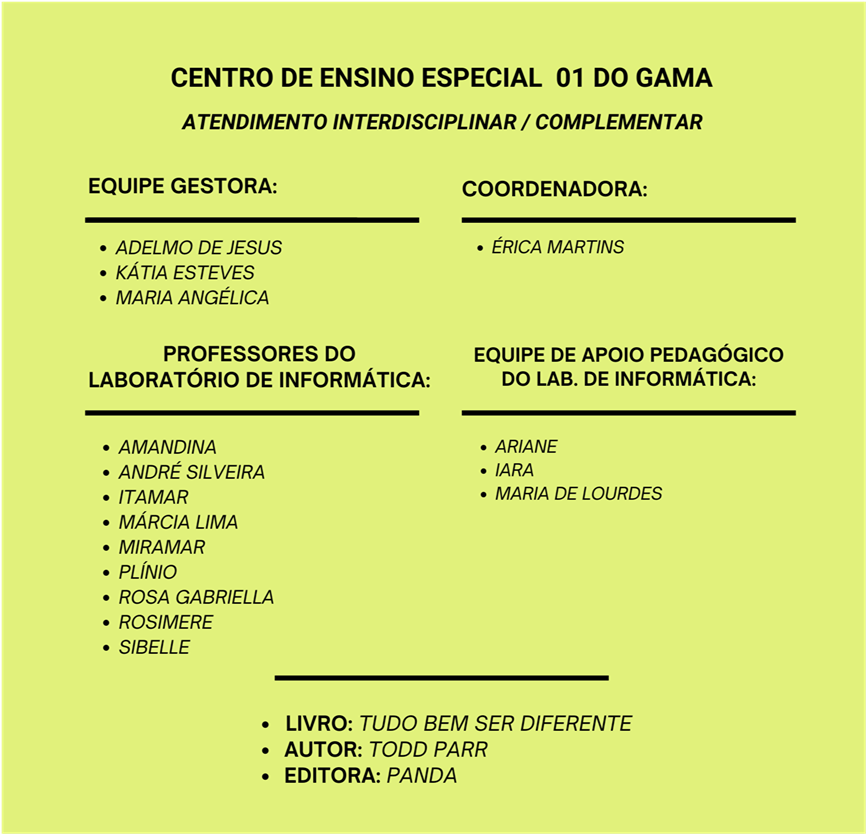 CENTRO DE ENSINO ESPECIAL 01 DO GAMA
ATENDIMENTO INTERDISCIPLINAR / COMPLEMENTAR
EQUIPE GESTORA:
• ADELMO DE JESUS
• KÁTIA ESTEVES
• MARIA ANGÉLICA
COORDENADORA:
• ÉRICA MARTINS
PROFESSORES DO
LABORATÓRIO DE INFORMÁTICA:
• AMANDINA
• ANDRÉ SILVEIRA
• ITAMAR
• MÁRCIA LIMA
• MIRAMAR
• PLÍNIO
• ROSA GABRIELLA
• ROSIMERE
• SIBELLE
EQUIPE DE APOIO PEDAGÓGICO
DO LAB. DE INFORMÁTICA:
• ARIANE
• IARA
• MARIA DE LOURDES
• LIVRO: TUDO BEM SER DIFERENTE
• AUTOR: TODD PARR
• EDITORA: PANDA